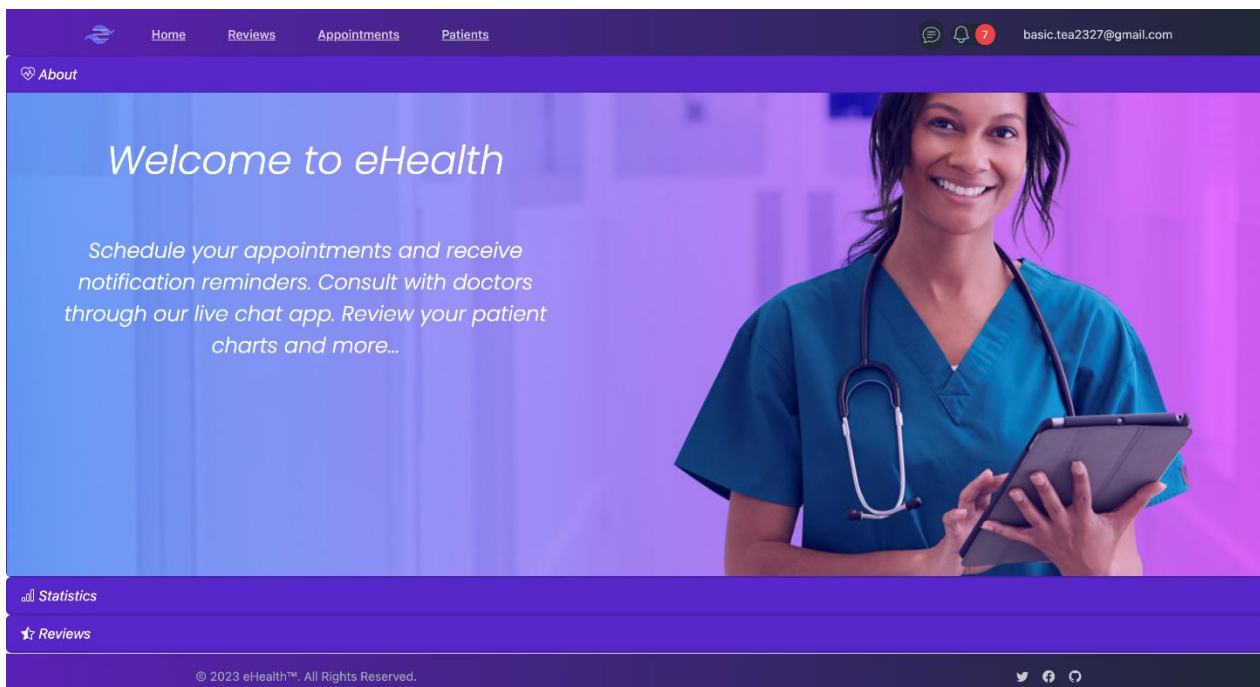 Home Reviews Appointments Patients 7 basic.tea2327@gmail.com
About
Welcome to eHealth
Schedule your appointments and receive
notification reminders. Consult with doctors
through our live chat app. Review your patient
charts and more...
Statistics
Reviews
© 2023 eHealth™. All Rights Reserved.